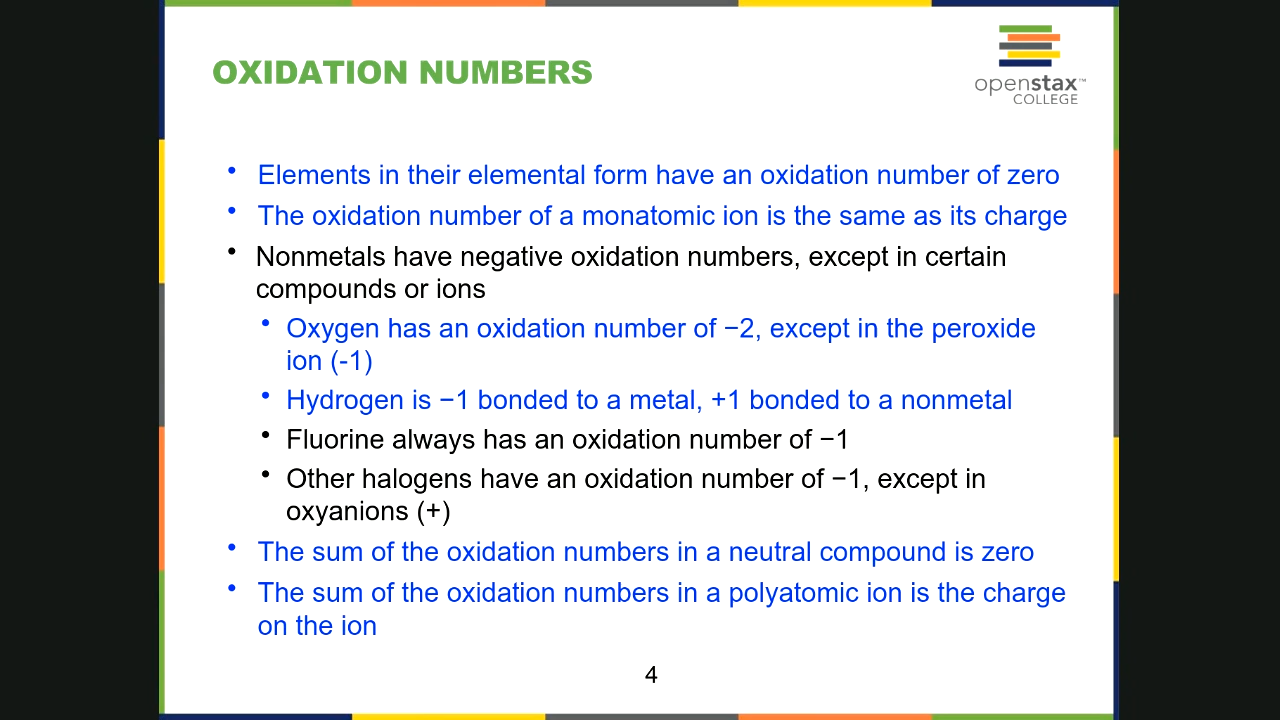 OXIDATION NUMBERS
openstax™
COLLEGE
• Elements in their elemental form have an oxidation number of zero
• The oxidation number of a monatomic ion is the same as its charge
• Nonmetals have negative oxidation numbers, except in certain
compounds or ions
• Oxygen has an oxidation number of −2, except in the peroxide
ion (-1)
• Hydrogen is −1 bonded to a metal, +1 bonded to a nonmetal
• Fluorine always has an oxidation number of −1
• Other halogens have an oxidation number of −1, except in
oxyanions (+)
• The sum of the oxidation numbers in a neutral compound is zero
• The sum of the oxidation numbers in a polyatomic ion is the charge
on the ion
4